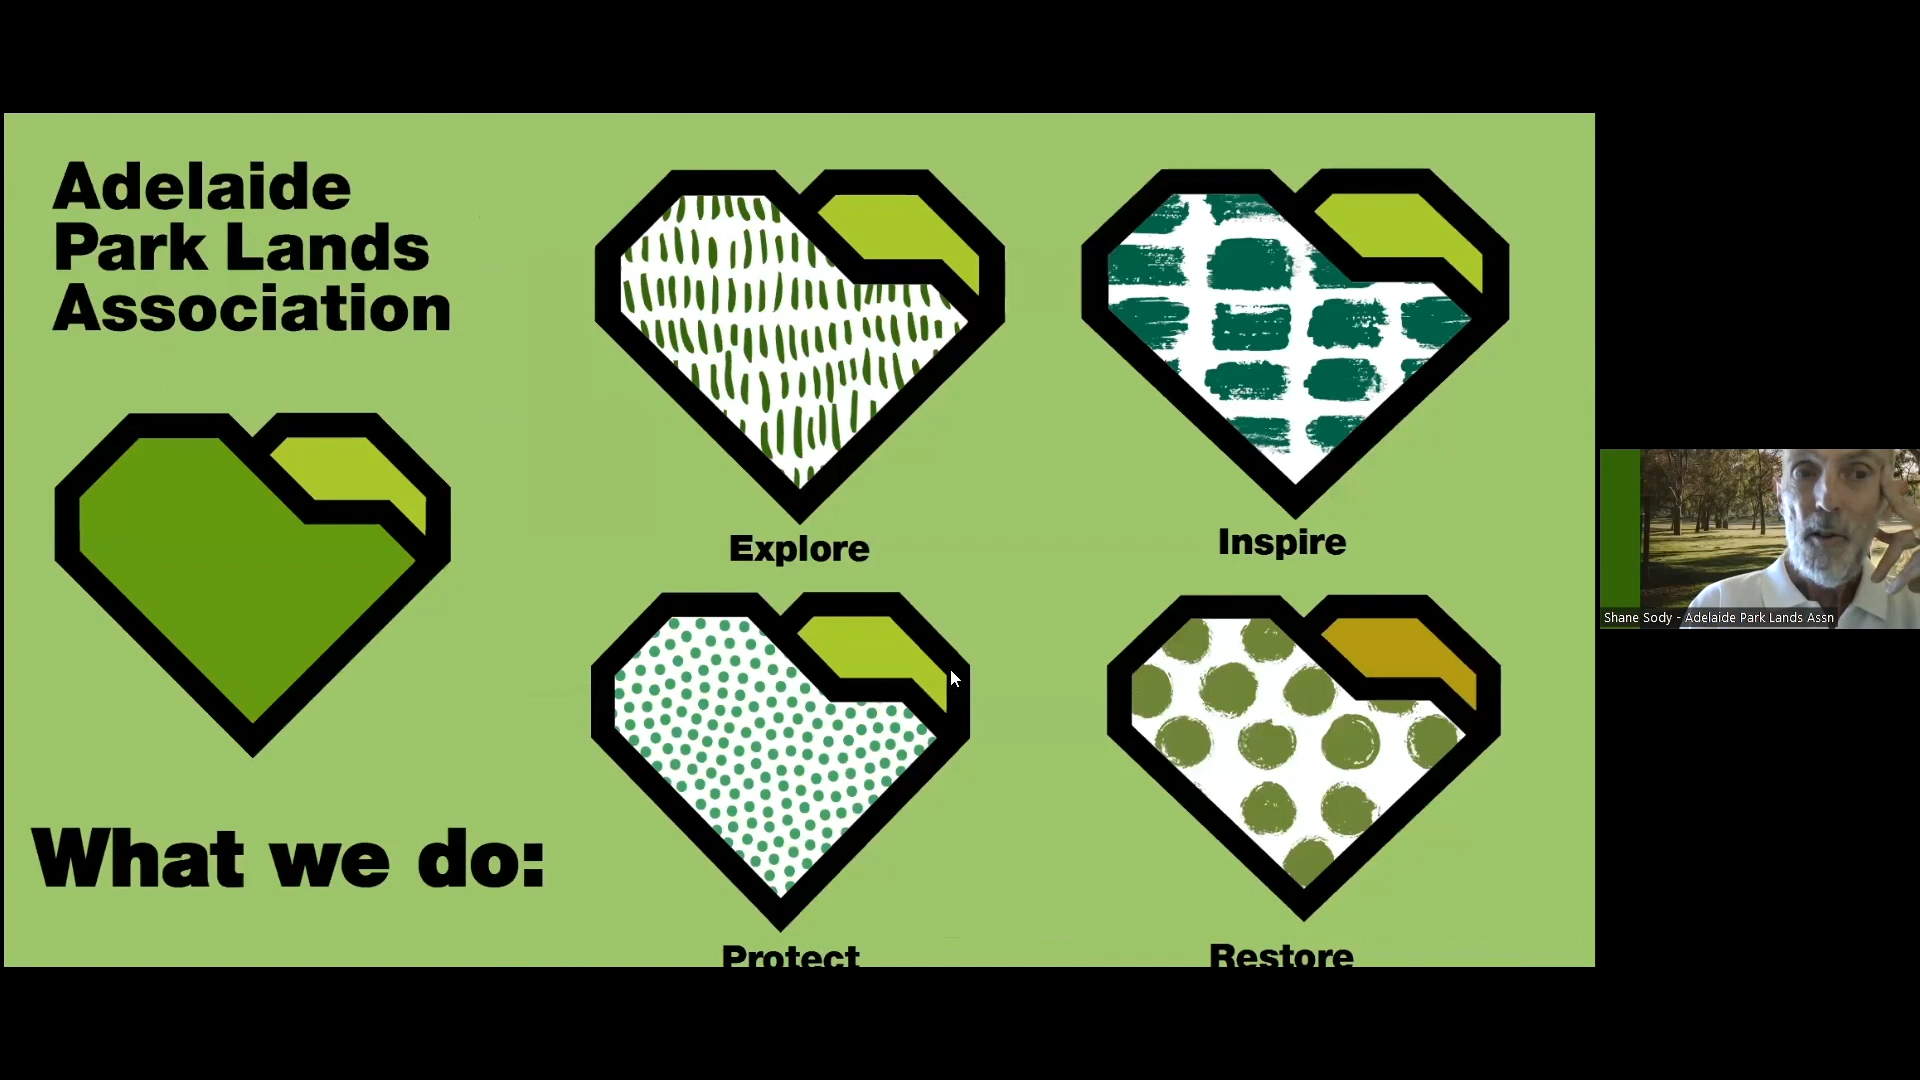 Adelaide
Park Lands
Association
What we do:
Explore
Inspire
Protect
Restore
Shane Sody - Adelaide Park Lands Assn